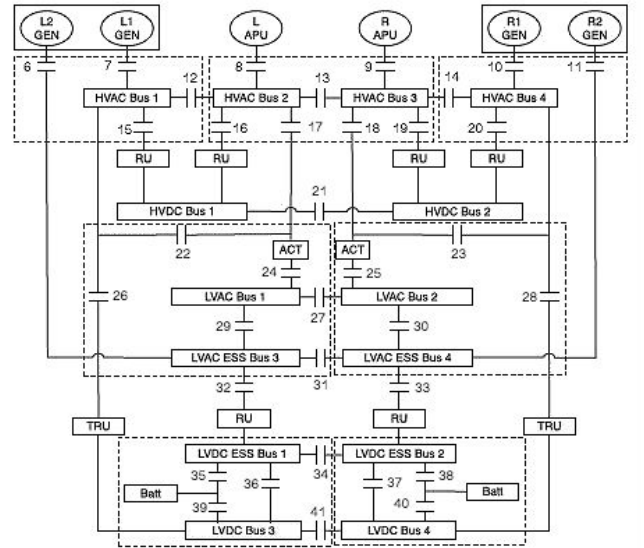 L2 GEN
L1 GEN
L APU
R APU
R1 GEN
R2 GEN
6
7
8
9
10
11
12
13
14
HVAC Bus 1
HVAC Bus 2
HVAC Bus 3
HVAC Bus 4
15
16
17
18
19
20
RU
RU
RU
RU
21
HVDC Bus 1
HVDC Bus 2
22
23
ACT
ACT
24
25
26
LVAC Bus 1
LVAC Bus 2
28
27
29
30
LVAC ESS Bus 3
LVAC ESS Bus 4
31
32
33
RU
RU
TRU
TRU
LVDC ESS Bus 1
LVDC ESS Bus 2
34
35
36
37
38
Batt
Batt
39
40
41
LVDC Bus 3
LVDC Bus 4